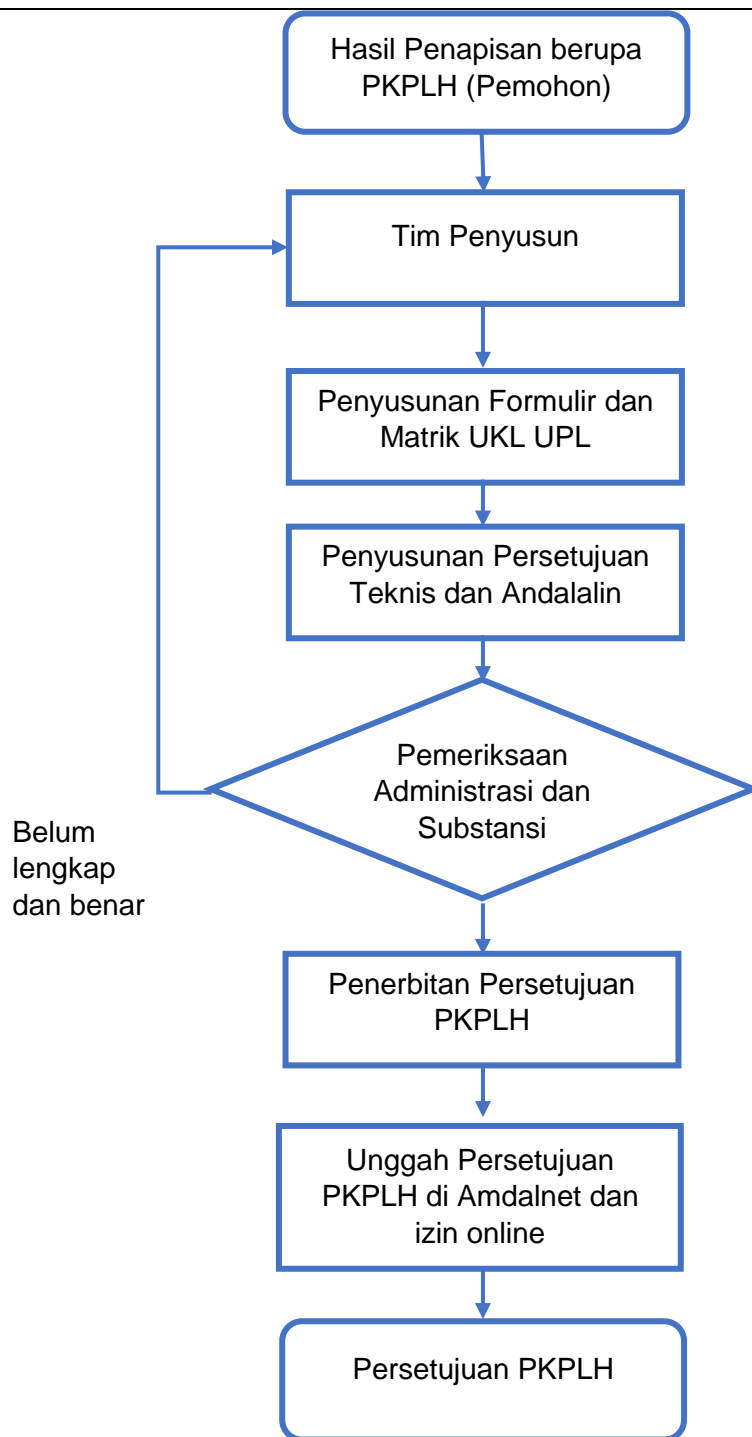 Hasil Penapisan berupa
PKPLH (Pemohon)
Tim Penyusun
Penyusunan Formulir dan
Matrik UKL UPL
Penyusunan Persetujuan
Teknis dan Andalalin
Pemeriksaan
Administrasi dan
Substansi
Belum
lengkap
dan benar
Penerbitan Persetujuan
PKPLH
Unggah Persetujuan
PKPLH di Amdalnet dan
izin online
Persetujuan PKPLH